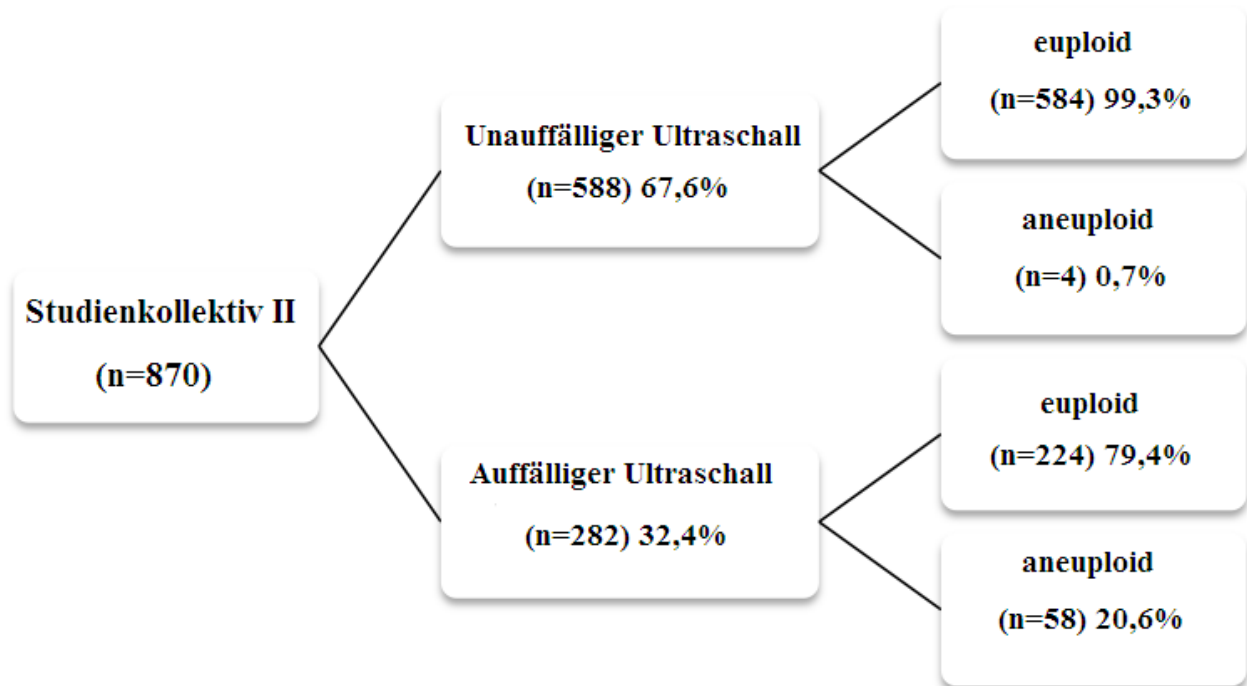 Studienkollektiv II
(n=870)
Unauffälliger Ultraschall
(n=588) 67,6%
Auffälliger Ultraschall
(n=282) 32,4%
euploid
(n=584) 99,3%
aneuploid
(n=4) 0,7%
euploid
(n=224) 79,4%
aneuploid
(n=58) 20,6%